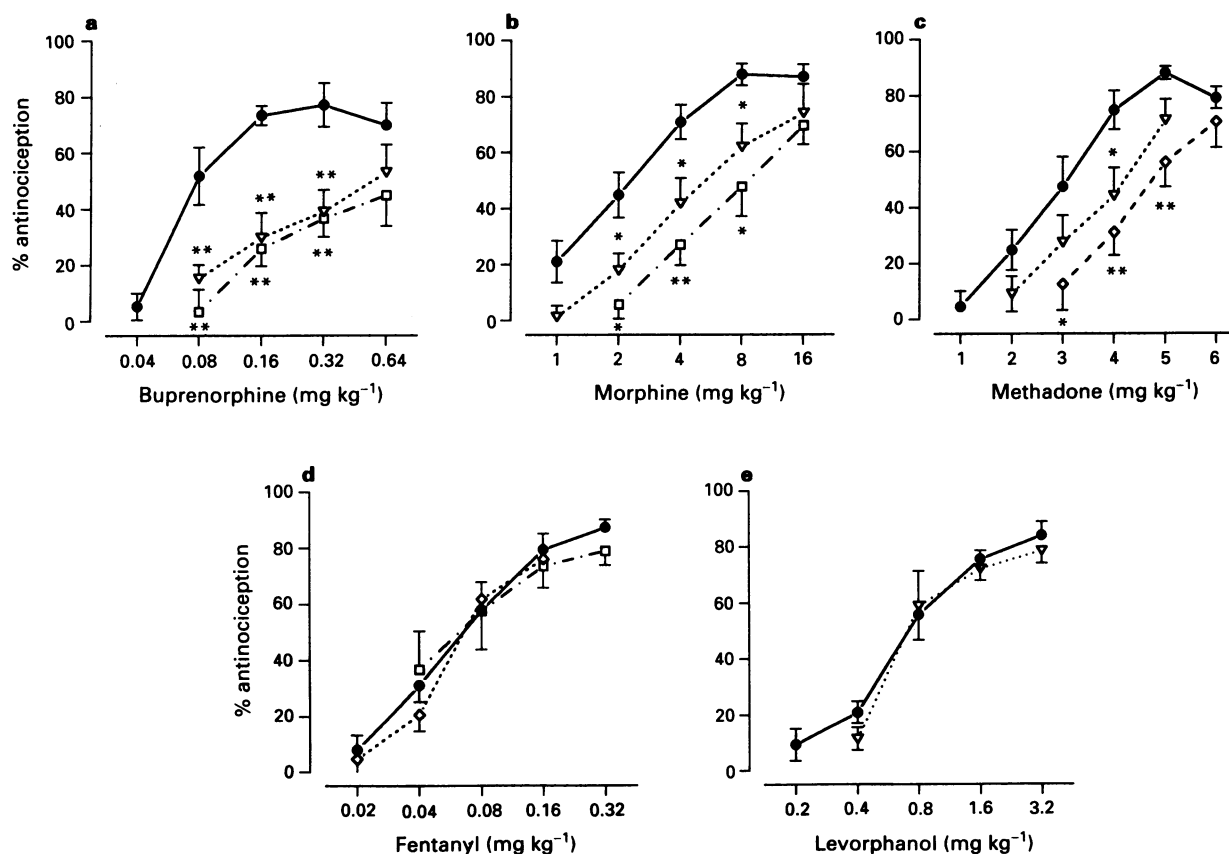 a
% antinociception
100
80
60
40
20
0
**
**
**
**
**
**
0.04 0.08 0.16 0.32 0.64
Buprenorphine (mg kg⁻¹)
b
100
80
60
40
20
0
*
*
*
*
**
*
1 2 4 8 16
Morphine (mg kg⁻¹)
c
100
80
60
40
20
0
*
**
**
*
1 2 3 4 5 6
Methadone (mg kg⁻¹)
d
% antinociception
100
80
60
40
20
0
0.02 0.04 0.08 0.16 0.32
Fentanyl (mg kg⁻¹)
e
100
80
60
40
20
0
0.2 0.4 0.8 1.6 3.2
Levorphanol (mg kg⁻¹)